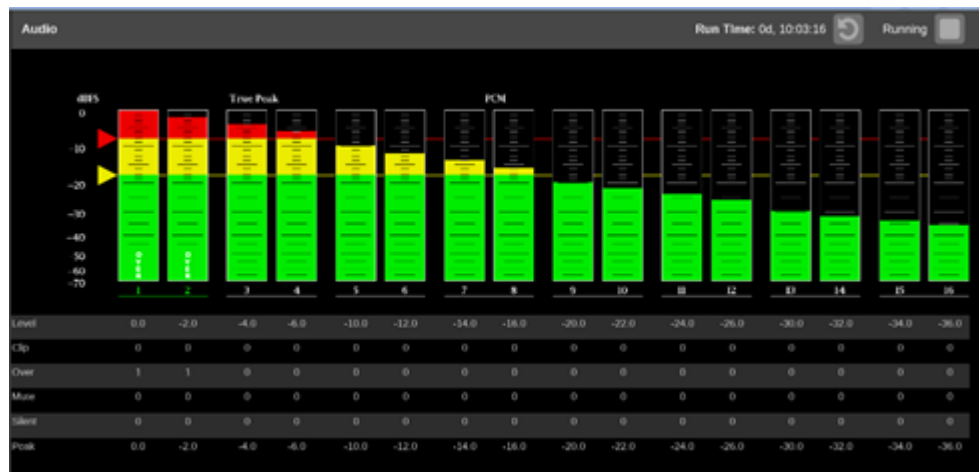 Audio Run Time: 0d, 10:03:16 Running
dBFS True Peak PCM
0
-10
-20
-30
-40
50
-60
-70
OVER OVER
1 2 3 4 5 6 7 8 9 10 11 12 13 14 15 16
Level 0.0 -2.0 -4.0 -6.0 -10.0 -12.0 -14.0 -16.0 -20.0 -22.0 -24.0 -26.0 -30.0 -32.0 -34.0 -36.0
Clip 0 0 0 0 0 0 0 0 0 0 0 0 0 0 0 0
Over 1 1 0 0 0 0 0 0 0 0 0 0 0 0 0 0
Mute 0 0 0 0 0 0 0 0 0 0 0 0 0 0 0 0
Silent 0 0 0 0 0 0 0 0 0 0 0 0 0 0 0 0
Peak 0.0 -2.0 -4.0 -6.0 -10.0 -12.0 -14.0 -16.0 -20.0 -22.0 -24.0 -26.0 -30.0 -32.0 -34.0 -36.0